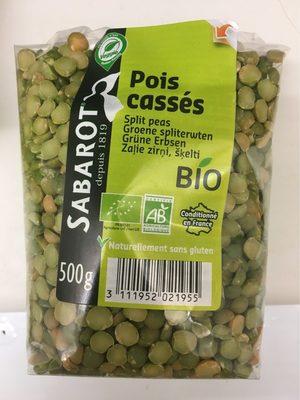 Pois
cassés
Split peas
Groene spliterwten
Grüne Erbsen
Zaļie zirņi, šķelti
BIO
SABAROT
depuis 1819
AB
Conditionné
en France
Naturellement sans gluten
500g
3 111952 021955